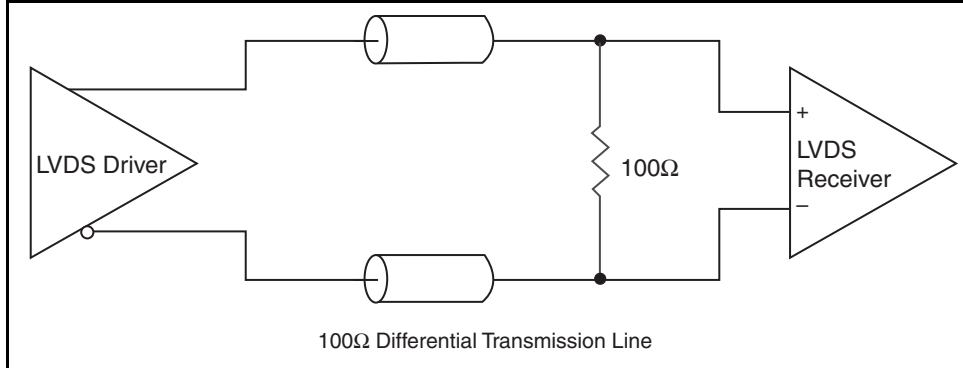 LVDS Driver
100Ω
+
LVDS
Receiver
–
100Ω Differential Transmission Line